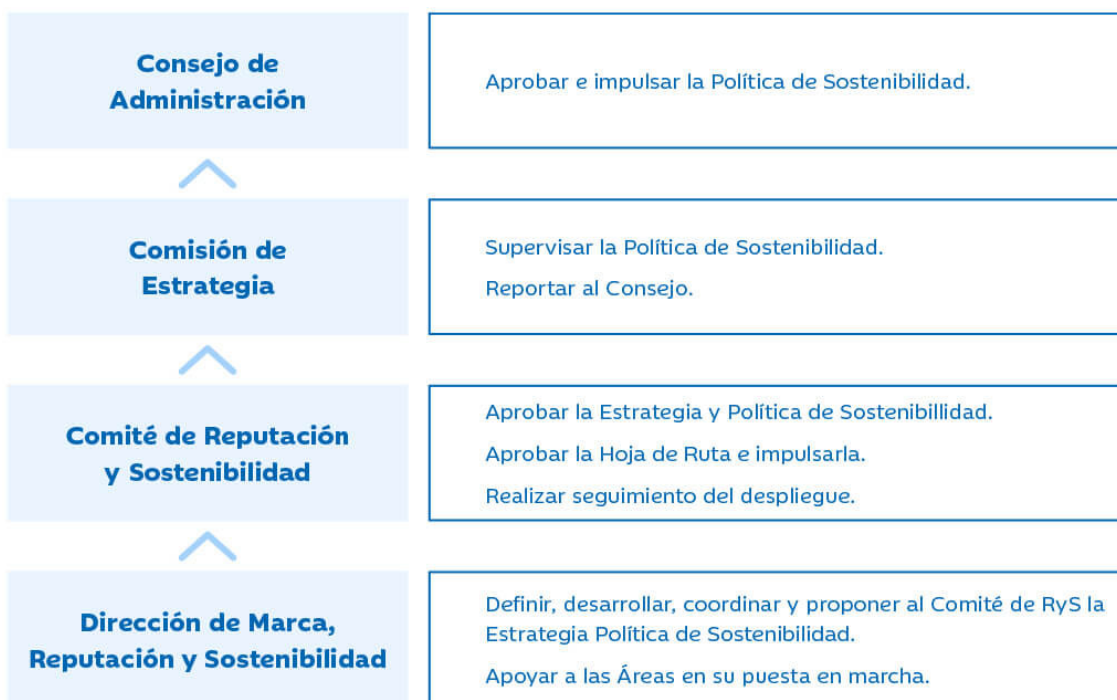 Consejo de
Administración
Aprobar e impulsar la Política de Sostenibilidad.
Comisión de
Estrategia
Supervisar la Política de Sostenibilidad.
Reportar al Consejo.
Comité de Reputación
y Sostenibilidad
Aprobar la Estrategia y Política de Sostenibillidad.
Aprobar la Hoja de Ruta e impulsarla.
Realizar seguimiento del despliegue.
Dirección de Marca,
Reputación y Sostenibilidad
Definir, desarrollar, coordinar y proponer al Comité de RyS la
Estrategia Política de Sostenibilidad.
Apoyar a las Áreas en su puesta en marcha.